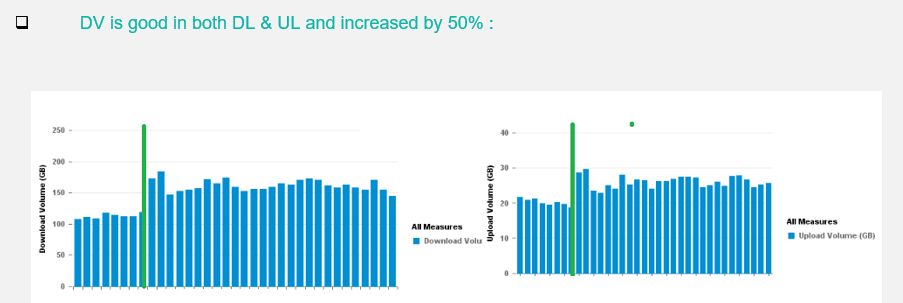 DV is good in both DL & UL and increased by 50% :
250
200
150
100
50
0
Download Volume (GB)
All Measures
Download Volu
40
30
20
10
0
Upload Volume (GB)
All Measures
Upload Volume (GB)